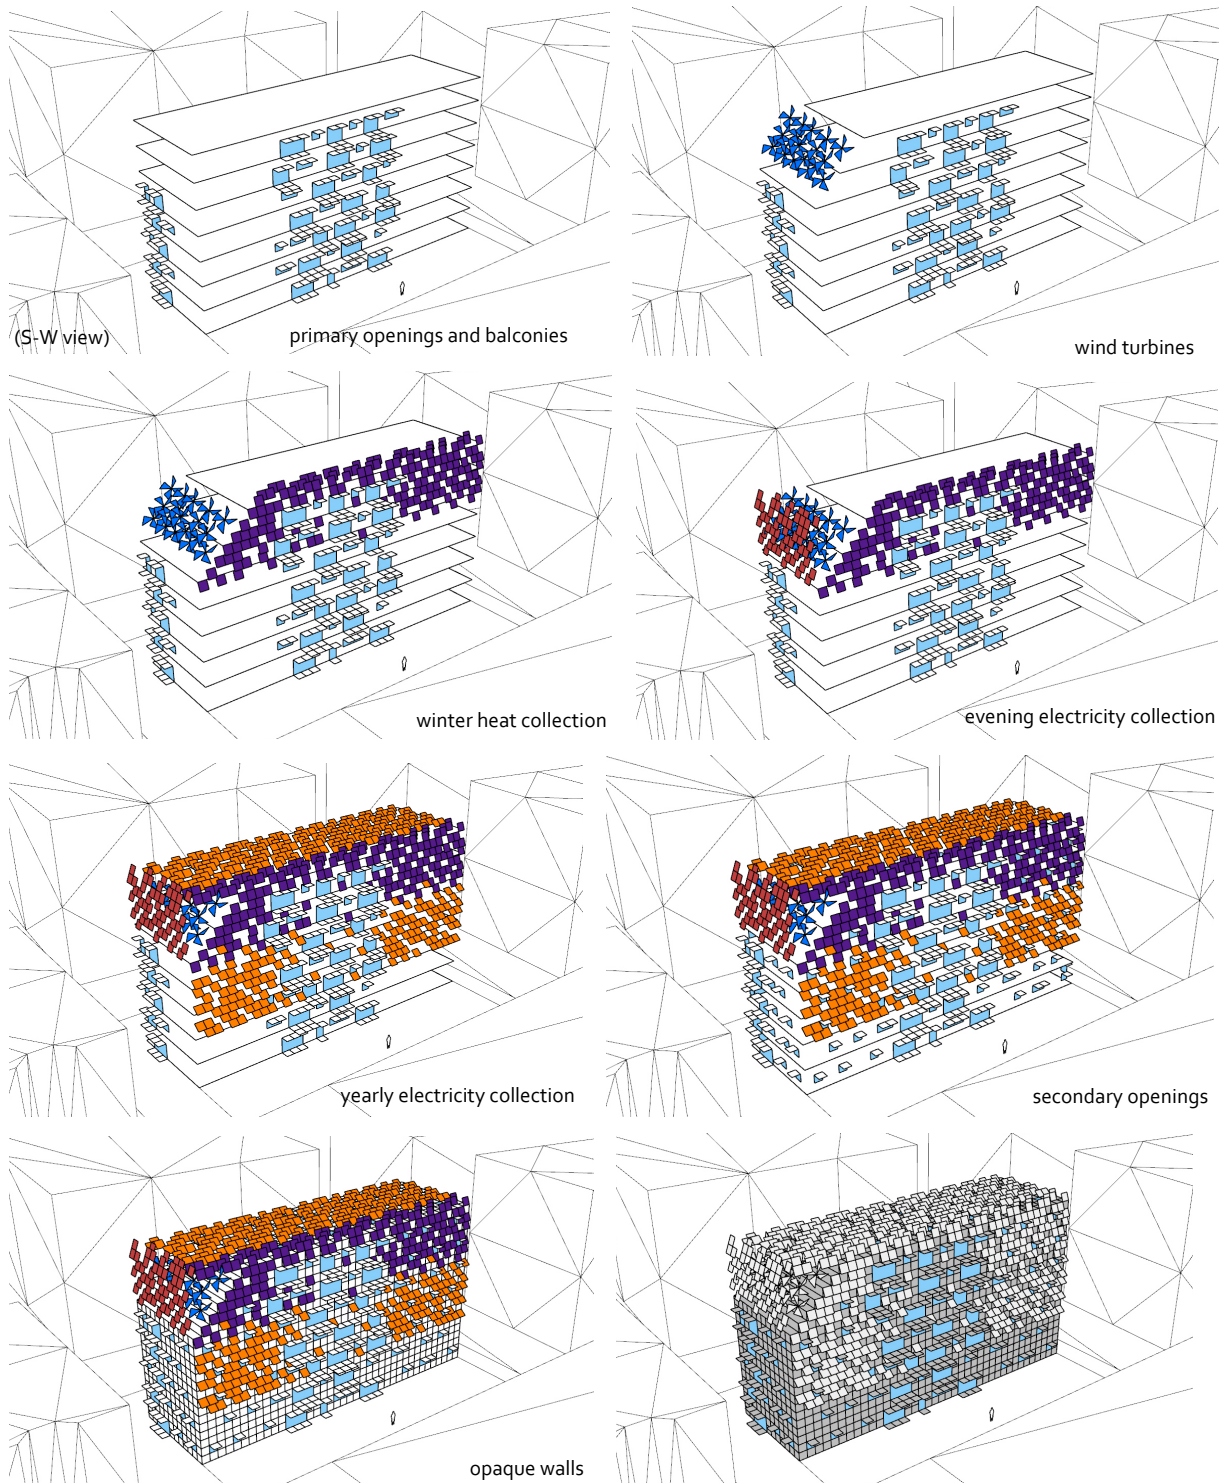 (S-W view)
primary openings and balconies
wind turbines
winter heat collection
evening electricity collection
yearly electricity collection
secondary openings
opaque walls